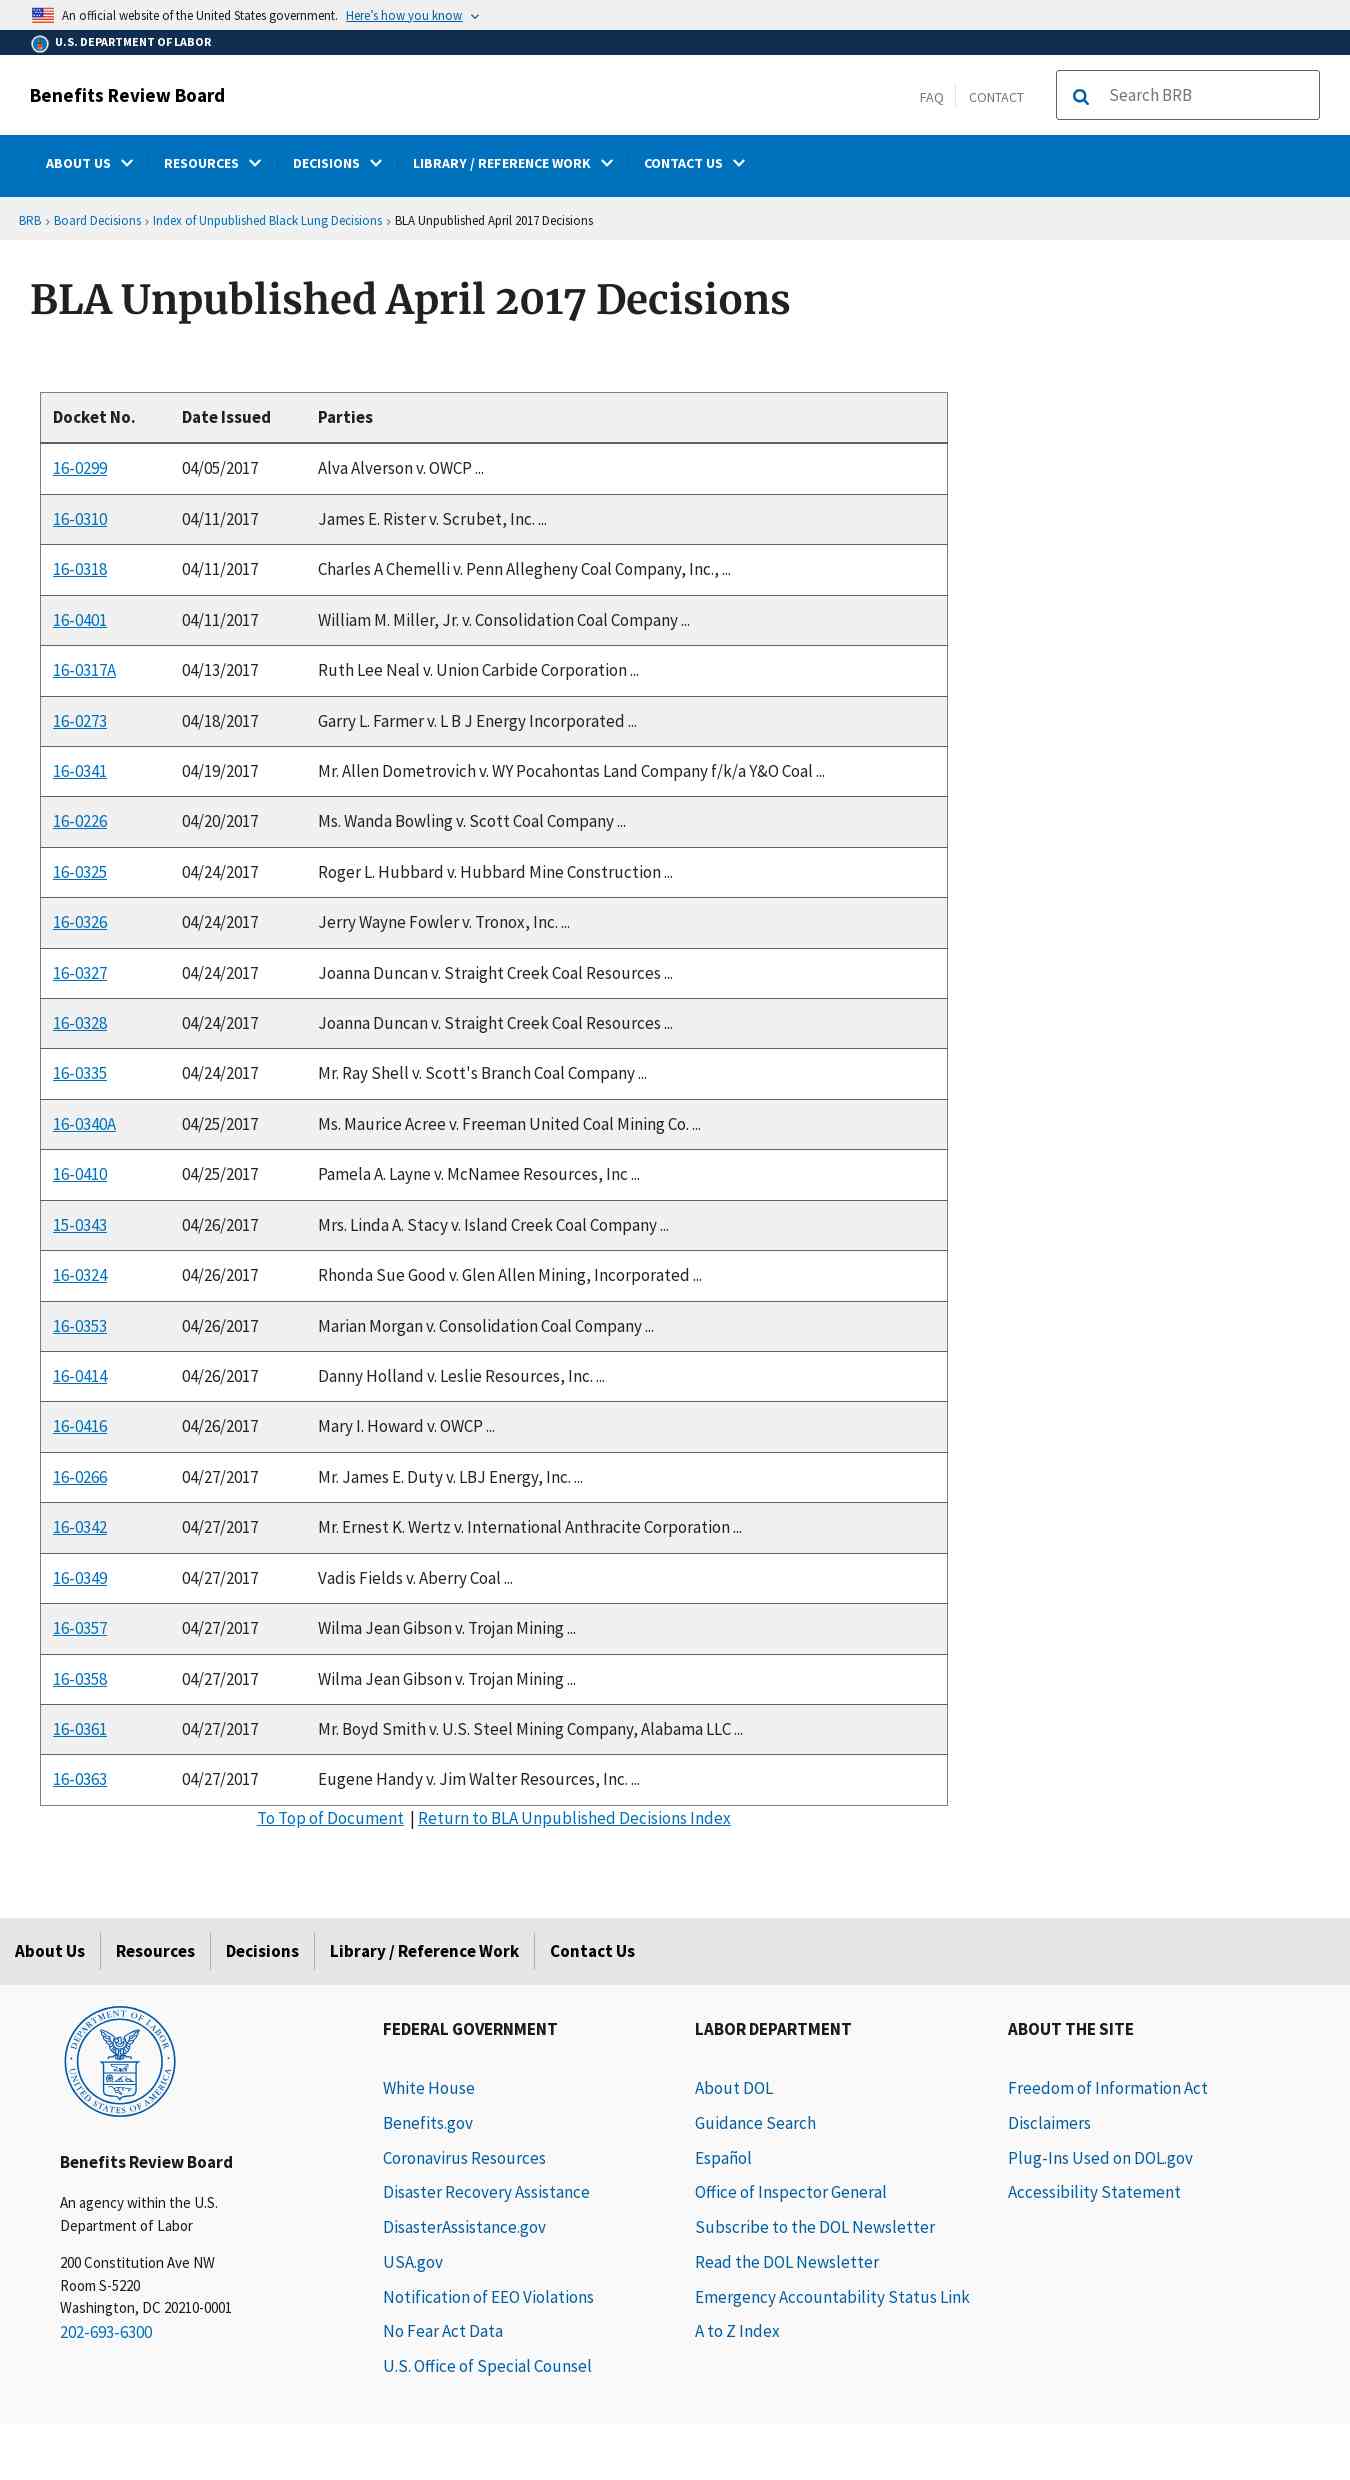 An official website of the United States government. Here’s how you know
U.S. DEPARTMENT OF LABOR
Benefits Review Board
FAQ CONTACT Search BRB
ABOUT US RESOURCES DECISIONS LIBRARY / REFERENCE WORK CONTACT US
BRB › Board Decisions › Index of Unpublished Black Lung Decisions › BLA Unpublished April 2017 Decisions
BLA Unpublished April 2017 Decisions
Docket No. Date Issued Parties
16-0299 04/05/2017 Alva Alverson v. OWCP ...
16-0310 04/11/2017 James E. Rister v. Scrubet, Inc. ...
16-0318 04/11/2017 Charles A Chemelli v. Penn Allegheny Coal Company, Inc., ...
16-0401 04/11/2017 William M. Miller, Jr. v. Consolidation Coal Company ...
16-0317A 04/13/2017 Ruth Lee Neal v. Union Carbide Corporation ...
16-0273 04/18/2017 Garry L. Farmer v. L B J Energy Incorporated ...
16-0341 04/19/2017 Mr. Allen Dometrovich v. WY Pocahontas Land Company f/k/a Y&O Coal ...
16-0226 04/20/2017 Ms. Wanda Bowling v. Scott Coal Company ...
16-0325 04/24/2017 Roger L. Hubbard v. Hubbard Mine Construction ...
16-0326 04/24/2017 Jerry Wayne Fowler v. Tronox, Inc. ...
16-0327 04/24/2017 Joanna Duncan v. Straight Creek Coal Resources ...
16-0328 04/24/2017 Joanna Duncan v. Straight Creek Coal Resources ...
16-0335 04/24/2017 Mr. Ray Shell v. Scott's Branch Coal Company ...
16-0340A 04/25/2017 Ms. Maurice Acree v. Freeman United Coal Mining Co. ...
16-0410 04/25/2017 Pamela A. Layne v. McNamee Resources, Inc ...
15-0343 04/26/2017 Mrs. Linda A. Stacy v. Island Creek Coal Company ...
16-0324 04/26/2017 Rhonda Sue Good v. Glen Allen Mining, Incorporated ...
16-0353 04/26/2017 Marian Morgan v. Consolidation Coal Company ...
16-0414 04/26/2017 Danny Holland v. Leslie Resources, Inc. ...
16-0416 04/26/2017 Mary I. Howard v. OWCP ...
16-0266 04/27/2017 Mr. James E. Duty v. LBJ Energy, Inc. ...
16-0342 04/27/2017 Mr. Ernest K. Wertz v. International Anthracite Corporation ...
16-0349 04/27/2017 Vadis Fields v. Aberry Coal ...
16-0357 04/27/2017 Wilma Jean Gibson v. Trojan Mining ...
16-0358 04/27/2017 Wilma Jean Gibson v. Trojan Mining ...
16-0361 04/27/2017 Mr. Boyd Smith v. U.S. Steel Mining Company, Alabama LLC ...
16-0363 04/27/2017 Eugene Handy v. Jim Walter Resources, Inc. ...
To Top of Document | Return to BLA Unpublished Decisions Index
About Us Resources Decisions Library / Reference Work Contact Us
DEPARTMENT OF LABOR
UNITED STATES OF AMERICA
Benefits Review Board
An agency within the U.S.
Department of Labor
200 Constitution Ave NW
Room S-5220
Washington, DC 20210-0001
202-693-6300
FEDERAL GOVERNMENT
White House
Benefits.gov
Coronavirus Resources
Disaster Recovery Assistance
DisasterAssistance.gov
USA.gov
Notification of EEO Violations
No Fear Act Data
U.S. Office of Special Counsel
LABOR DEPARTMENT
About DOL
Guidance Search
Español
Office of Inspector General
Subscribe to the DOL Newsletter
Read the DOL Newsletter
Emergency Accountability Status Link
A to Z Index
ABOUT THE SITE
Freedom of Information Act
Disclaimers
Plug-Ins Used on DOL.gov
Accessibility Statement